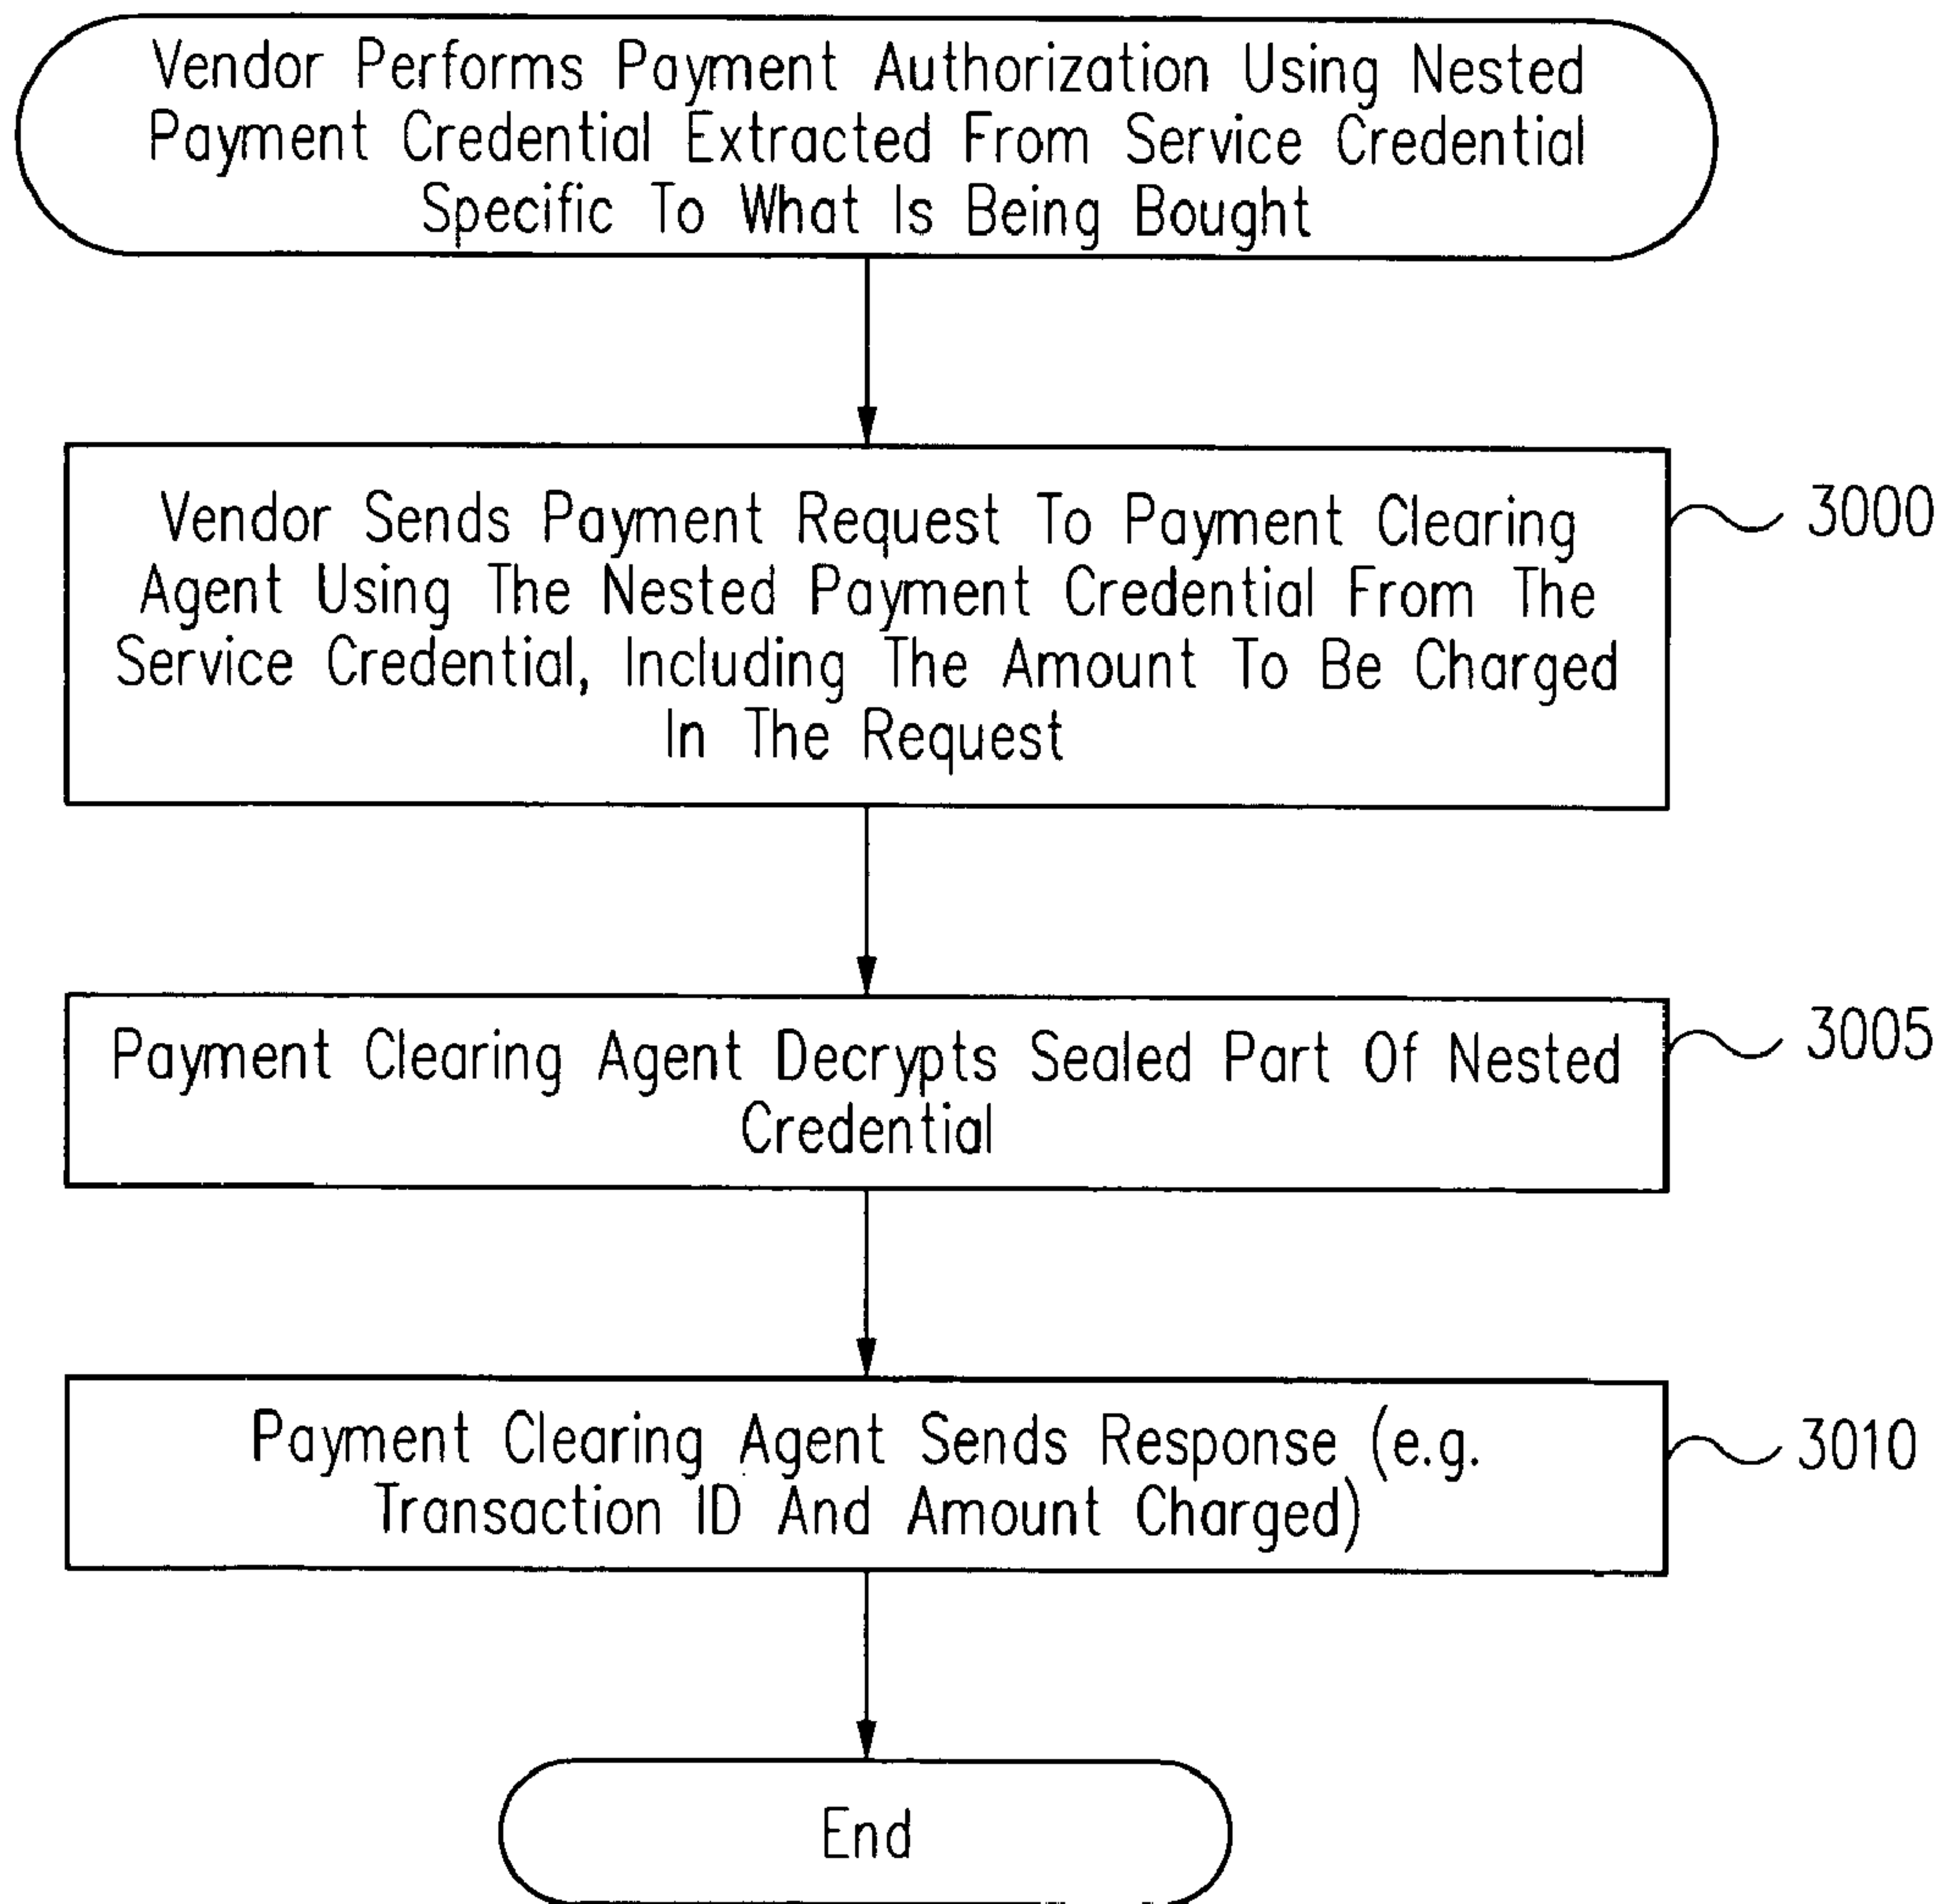 Vendor Performs Payment Authorization Using Nested
Payment Credential Extracted From Service Credential
Specific To What Is Being Bought
Vendor Sends Payment Request To Payment Clearing
Agent Using The Nested Payment Credential From The
Service Credential, Including The Amount To Be Charged
In The Request
3000
Payment Clearing Agent Decrypts Sealed Part Of Nested
Credential
3005
Payment Clearing Agent Sends Response (e.g.
Transaction ID And Amount Charged)
3010
End